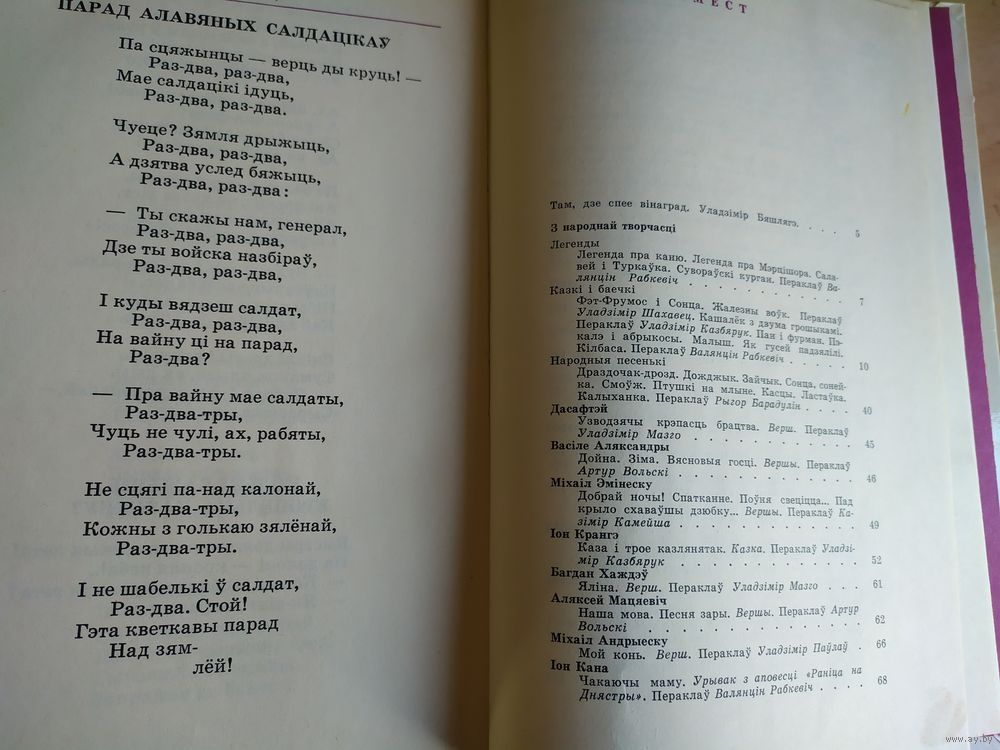 ПАРАД АЛАВЯНЫХ САЛДАЦІКАЎ
Па сцяжынцы — верць ды круць! —
Раз-два, раз-два,
Мае салдацікі ідуць,
Раз-два, раз-два.
Чуеце? Зямля дрыжыць,
Раз-два, раз-два,
А дзятва услед бяжыць,
Раз-два, раз-два:
— Ты скажы нам, генерал,
Раз-два, раз-два,
Дзе ты войска назбіраў,
Раз-два, раз-два,
І куды вядзеш салдат,
Раз-два, раз-два,
На вайну ці на парад,
Раз-два?
— Пра вайну мае салдаты,
Раз-два-тры,
Чуць не чулі, ах, рабяты,
Раз-два-тры.
Не сцягі па-над калонай,
Раз-два-тры,
Кожны з голькаю зялёнай,
Раз-два-тры.
І не шабелькі ў салдат,
Раз-два. Стой!
Гэта кветкавы парад
Над зям-
лёй!
МЕСТ
Там, дзе спее вінаград. Уладзімір Бяшлягэ. . . . 5
З народнай творчасці
Легенды
Легенда пра каню. Легенда пра Мэрцішора. Сала-
вей і Туркаўка. Сувораўскі курган. Пераклаў Ва-
лянцін Рабкевіч . . . . . . . . . . . 7
Казкі і баечкі
Фэт-Фрумос і Сонца. Жалезны воўк. Пераклаў
Уладзімір Шахавец. Кашалёк з двума грошыкамі.
Пераклаў Уладзімір Казбярук. Пан і фурман. Пэ-
калэ і абрыкосы. Малыш. Як гусей падзялілі.
Кілбаса. Пераклаў Валянцін Рабкевіч . . . . . 10
Народныя песенькі
Драздочак-дрозд. Дожджык. Зайчык. Сонца, соней-
ка. Смоўж. Птушкі на млыне. Касцы. Ластаўка.
Калыханка. Пераклаў Рыгор Барадулін . . . . 40
Дасафтэй
Узводзячы крэпасць брацтва. Верш. Пераклаў
Уладзімір Мазго . . . . . . . . . . 45
Васіле Аляксандры
Дойна. Зіма. Вясновыя госці. Вершы. Пераклаў
Артур Вольскі . . . . . . . . . . . 46
Міхаіл Эмінеску
Добрай ночы! Спатканне. Поўня свеціцца... Пад
крыло схаваўшы дзюбку... Вершы. Пераклаў Ка-
зімір Камейша . . . . . . . . . . . 49
Іон Крангэ
Каза і трое казлянятак. Казка. Пераклаў Уладзі-
мір Казбярук . . . . . . . . . . . 52
Багдан Хаждэў
Яліна. Верш. Пераклаў Уладзімір Мазго . . . 61
Аляксей Мацяевіч
Наша мова. Песня зары. Вершы. Пераклаў Артур
Вольскі . . . . . . . . . . . . 62
Міхаіл Андрыеску
Мой конь. Верш. Пераклаў Уладзімір Паўлаў . 66
Іон Кана
Чакаючы маму. Урывак з аповесці «Раніца на
Днястры». Пераклаў Валянцін Рабкевіч . . . . 68
www.ay.by